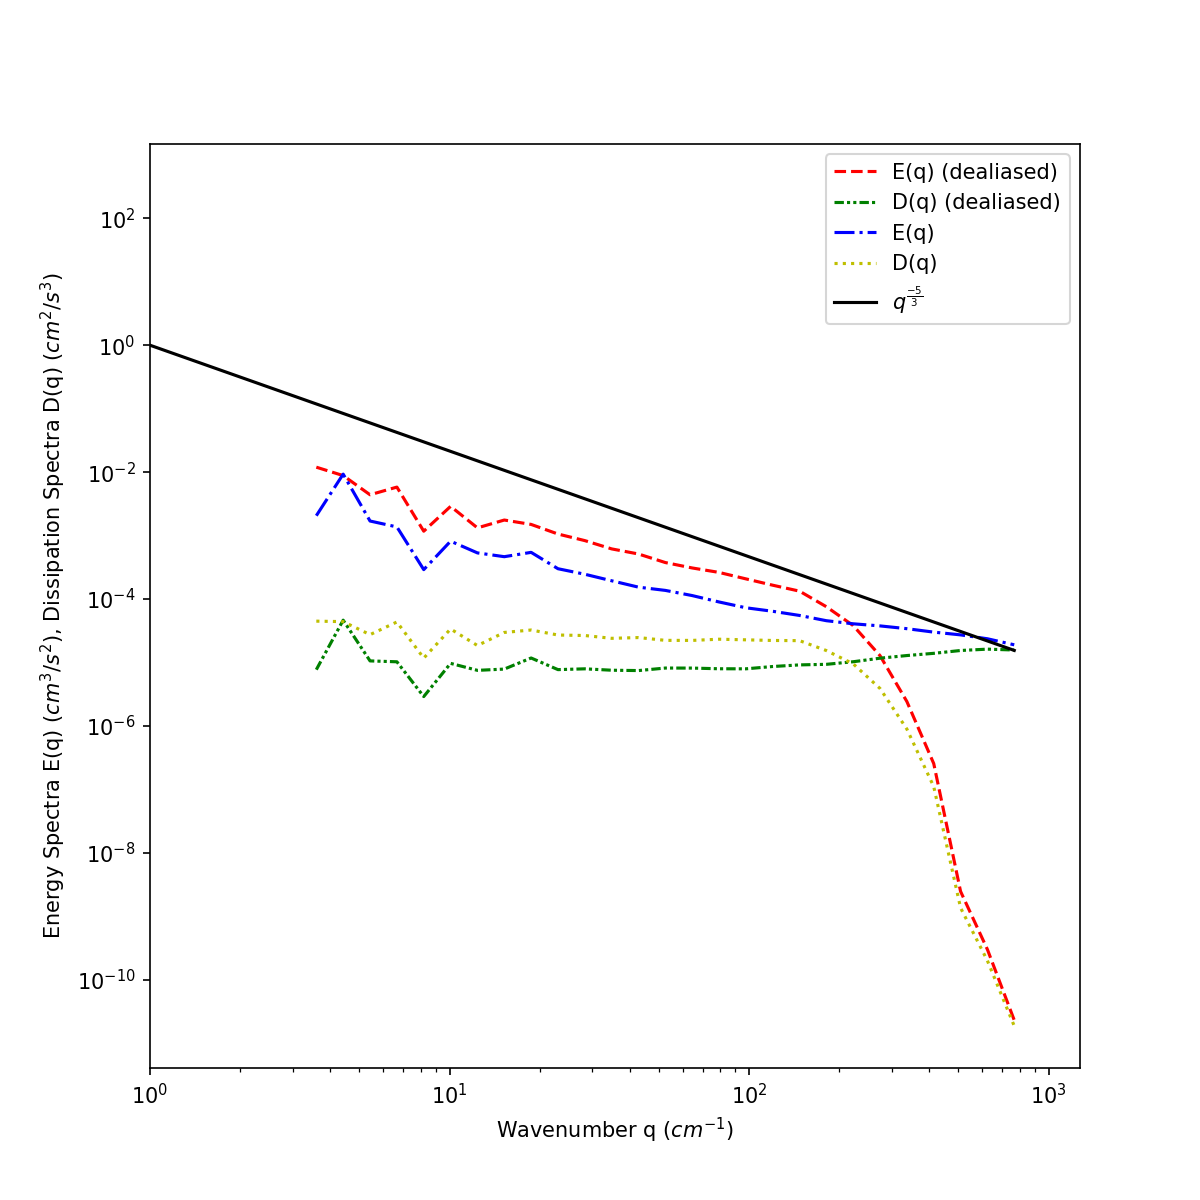 E(q) (dealiased)
D(q) (dealiased)
E(q)
D(q)
$q^{\frac{-5}{3}}$
Energy Spectra E(q) ($cm^3/s^2$), Dissipation Spectra D(q) ($cm^2/s^3$)
$10^2$
$10^0$
$10^{-2}$
$10^{-4}$
$10^{-6}$
$10^{-8}$
$10^{-10}$
$10^0$ $10^1$ $10^2$ $10^3$
Wavenumber q ($cm^{-1}$)